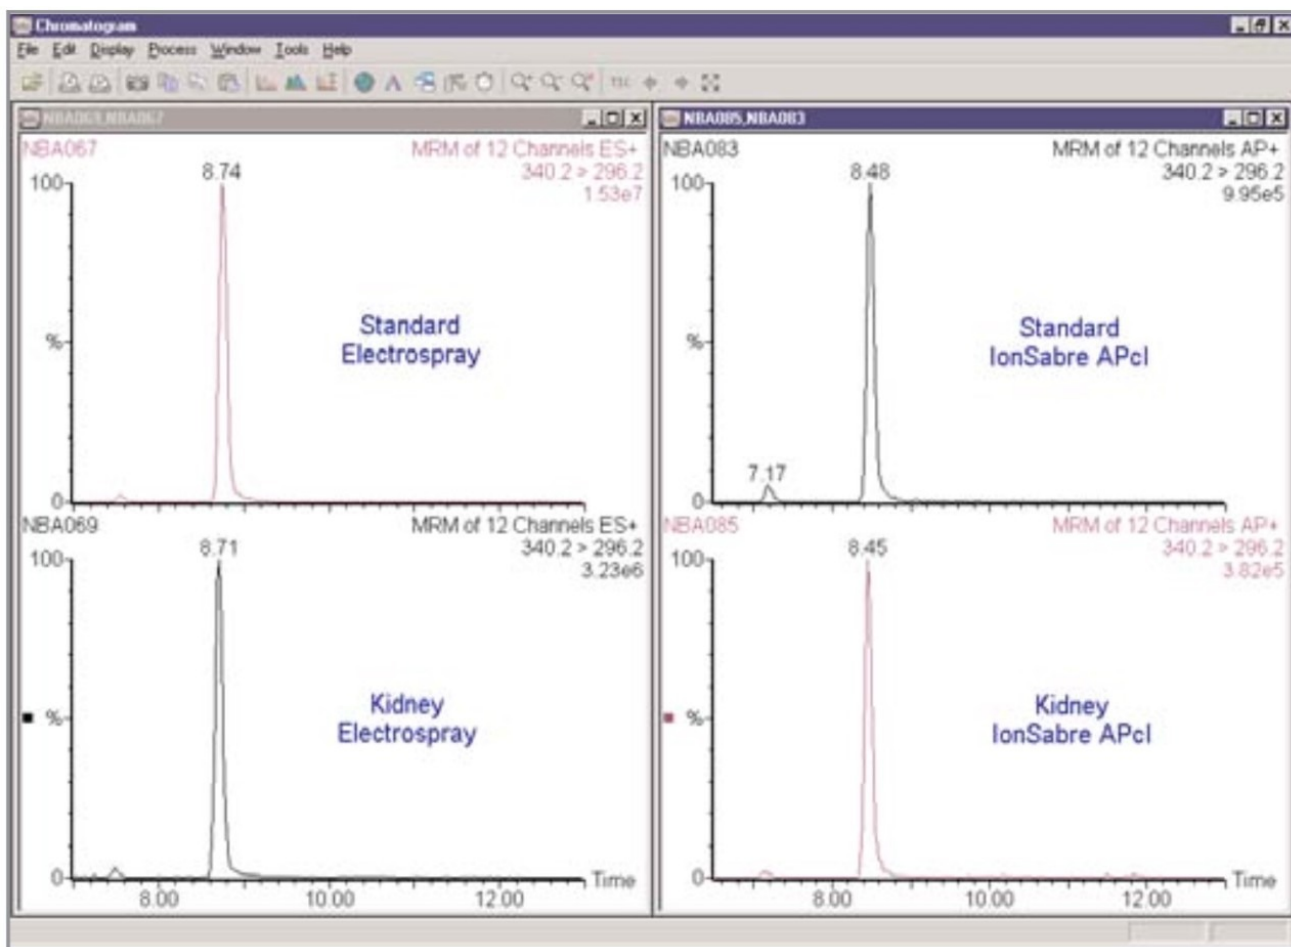 Chromatogram
File Edit Display Process Window Tools Help
NBA069,NBA067
NBA067
MRM of 12 Channels ES+
340.2 > 296.2
1.53e7
8.74
100
%
0
Standard
Electrospray
NBA069
MRM of 12 Channels ES+
340.2 > 296.2
3.23e6
8.71
100
%
0
Kidney
Electrospray
Time
8.00 10.00 12.00
NBA085,NBA083
NBA083
MRM of 12 Channels AP+
340.2 > 296.2
9.95e5
8.48
100
%
7.17
0
Standard
IonSabre APcI
NBA085
MRM of 12 Channels AP+
340.2 > 296.2
3.82e5
8.45
100
%
0
Kidney
IonSabre APcI
Time
8.00 10.00 12.00